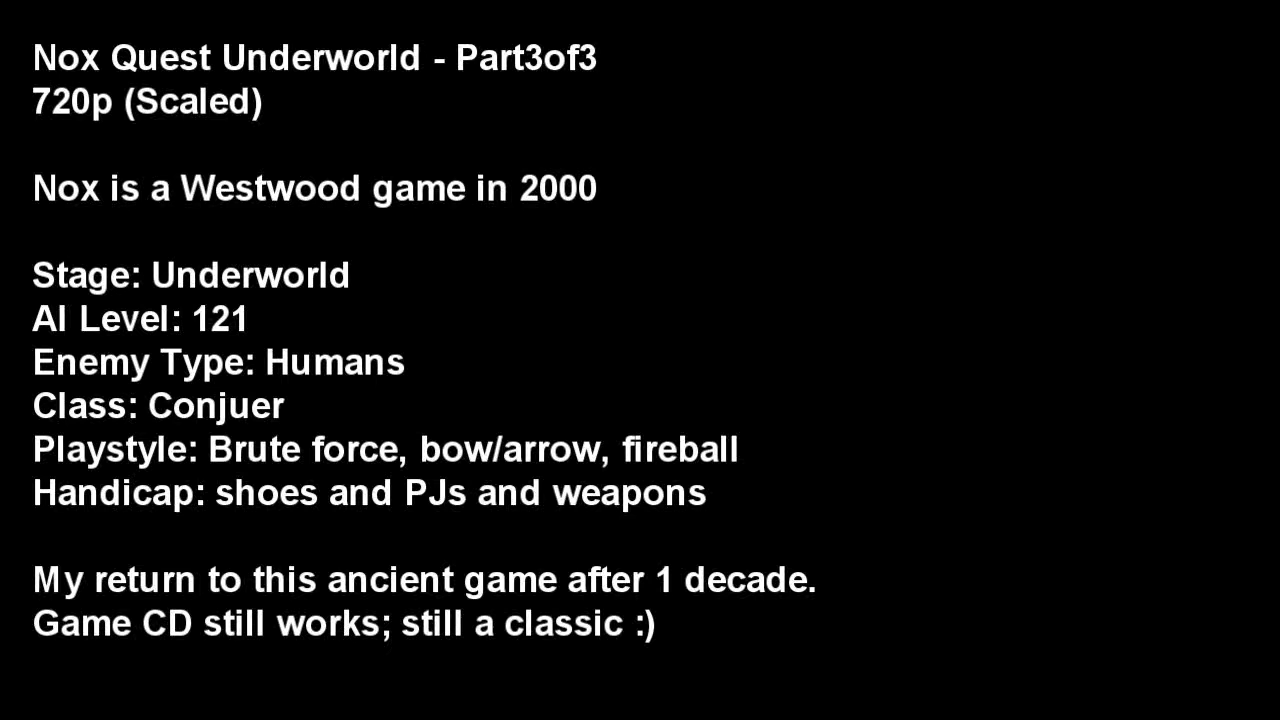 Nox Quest Underworld - Part3of3
720p (Scaled)
Nox is a Westwood game in 2000
Stage: Underworld
AI Level: 121
Enemy Type: Humans
Class: Conjuer
Playstyle: Brute force, bow/arrow, fireball
Handicap: shoes and PJs and weapons
My return to this ancient game after 1 decade.
Game CD still works; still a classic :)